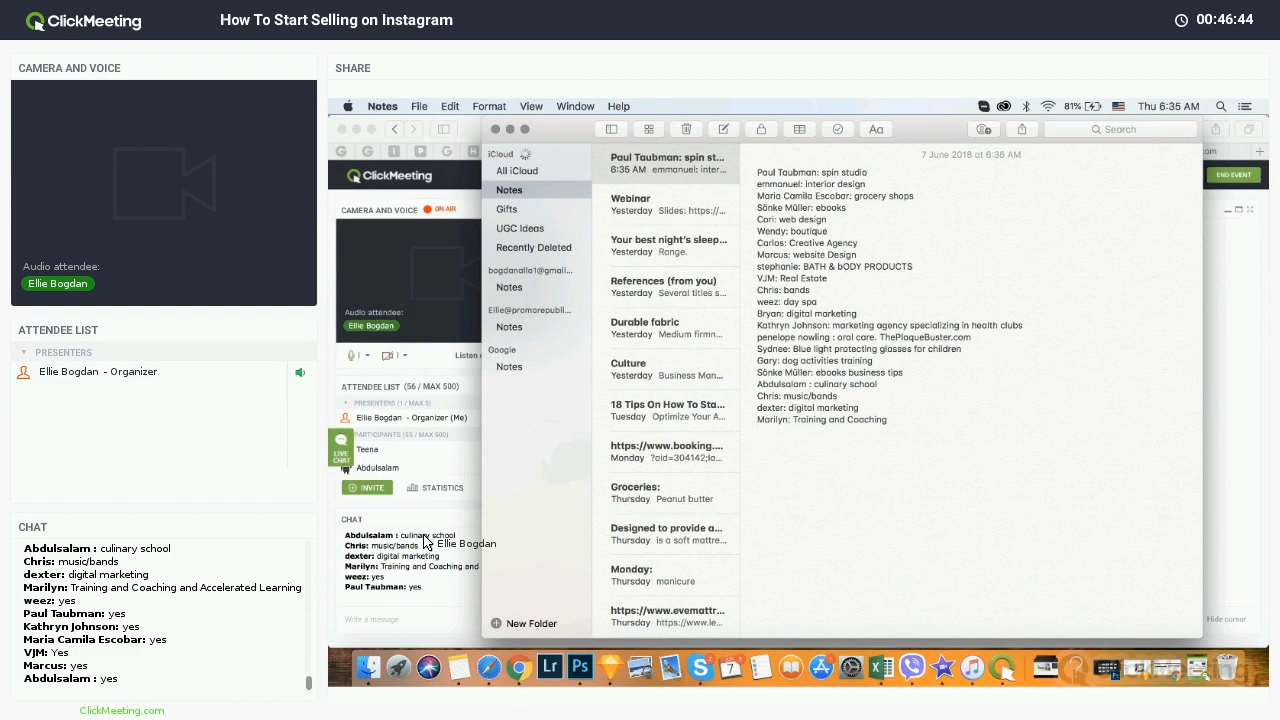 ClickMeeting
How To Start Selling on Instagram
00:46:44
CAMERA AND VOICE
Audio attendee:
Ellie Bogdan
ATTENDEE LIST
PRESENTERS
Ellie Bogdan - Organizer
CHAT
Abdulsalam : culinary school
Chris: music/bands
dexter: digital marketing
Marilyn: Training and Coaching and Accelerated Learning
weez: yes
Paul Taubman: yes
Kathryn Johnson: yes
Maria Camila Escobar: yes
VJM: Yes
Marcus: yes
Abdulsalam : yes
ClickMeeting.com
SHARE
Notes File Edit Format View Window Help
81% Thu 6:35 AM
Aa
Search
ClickMeeting
END EVENT
CAMERA AND VOICE ON AIR
Audio attendee:
Ellie Bogdan
Listen
ATTENDEE LIST (56 / MAX 500)
PRESENTERS (1 / MAX 5)
Ellie Bogdan - Organizer (Me)
PARTICIPANTS (55 / MAX 500)
LIVE
CHAT
Teena
Abdulsalam
INVITE
STATISTICS
CHAT
Abdulsalam : culinary school
Chris: music/bands
Ellie Bogdan
dexter: digital marketing
Marilyn: Training and Coaching and
weez: yes
Paul Taubman: yes
Write a message
iCloud
All iCloud
Notes
Gifts
UGC Ideas
Recently Deleted
bogdanalla1@gmail...
Notes
Ellie@promorepubli...
Notes
Google
Notes
New Folder
Paul Taubman: spin st...
6:35 AM emmanuel: inter...
Webinar
Yesterday Slides: https://...
Your best night's sleep...
Yesterday Range.
References (from you)
Yesterday Several titles s...
Durable fabric
Yesterday Medium firmn...
Culture
Yesterday Business Man...
18 Tips On How To Sta...
Tuesday Optimize Your A...
https://www.booking....
Monday ?cid=304142;la...
Groceries:
Thursday Peanut butter
Designed to provide a...
Thursday is a soft mattre...
Monday:
Thursday manicure
https://www.evemattr...
Thursday https://www.le...
7 June 2018 at 6:35 AM
Paul Taubman: spin studio
emmanuel: interior design
Maria Camila Escobar: grocery shops
Sönke Müller: ebooks
Cori: web design
Wendy: boutique
Carlos: Creative Agency
Marcus: website Design
stephanie: BATH & bODY PRODUCTS
VJM: Real Estate
Chris: bands
weez: day spa
Bryan: digital marketing
Kathryn Johnson: marketing agency specializing in health clubs
penelope nowling : oral care. ThePlaqueBuster.com
Sydnee: Blue light protecting glasses for children
Gary: dog activities training
Sönke Müller: ebooks business tips
Abdulsalam : culinary school
Chris: music/bands
dexter: digital marketing
Marilyn: Training and Coaching
Hide cursor
Lr
Ps
7